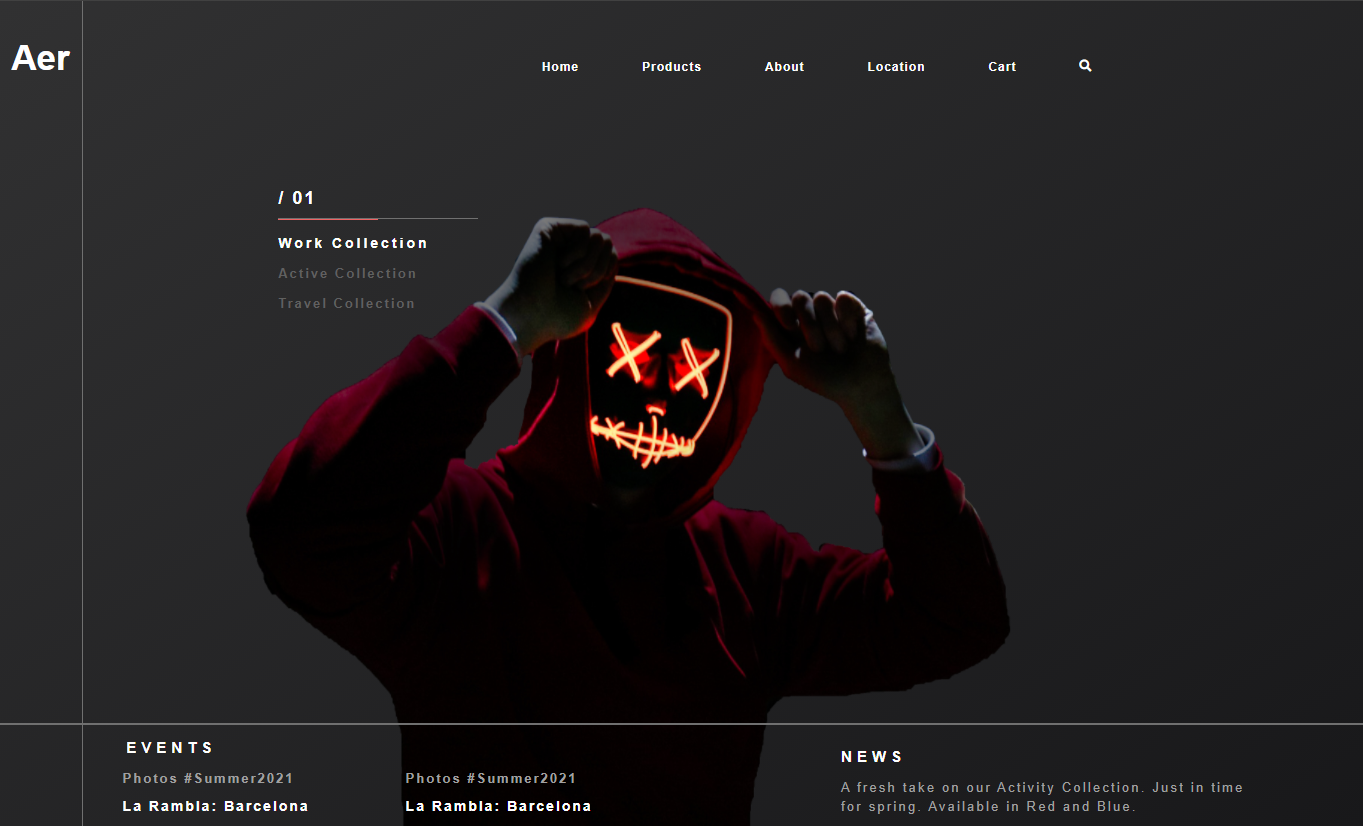 Aer
Home Products About Location Cart
/ 01
Work Collection
Active Collection
Travel Collection
EVENTS
Photos #Summer2021
La Rambla: Barcelona
Photos #Summer2021
La Rambla: Barcelona
NEWS
A fresh take on our Activity Collection. Just in time
for spring. Available in Red and Blue.